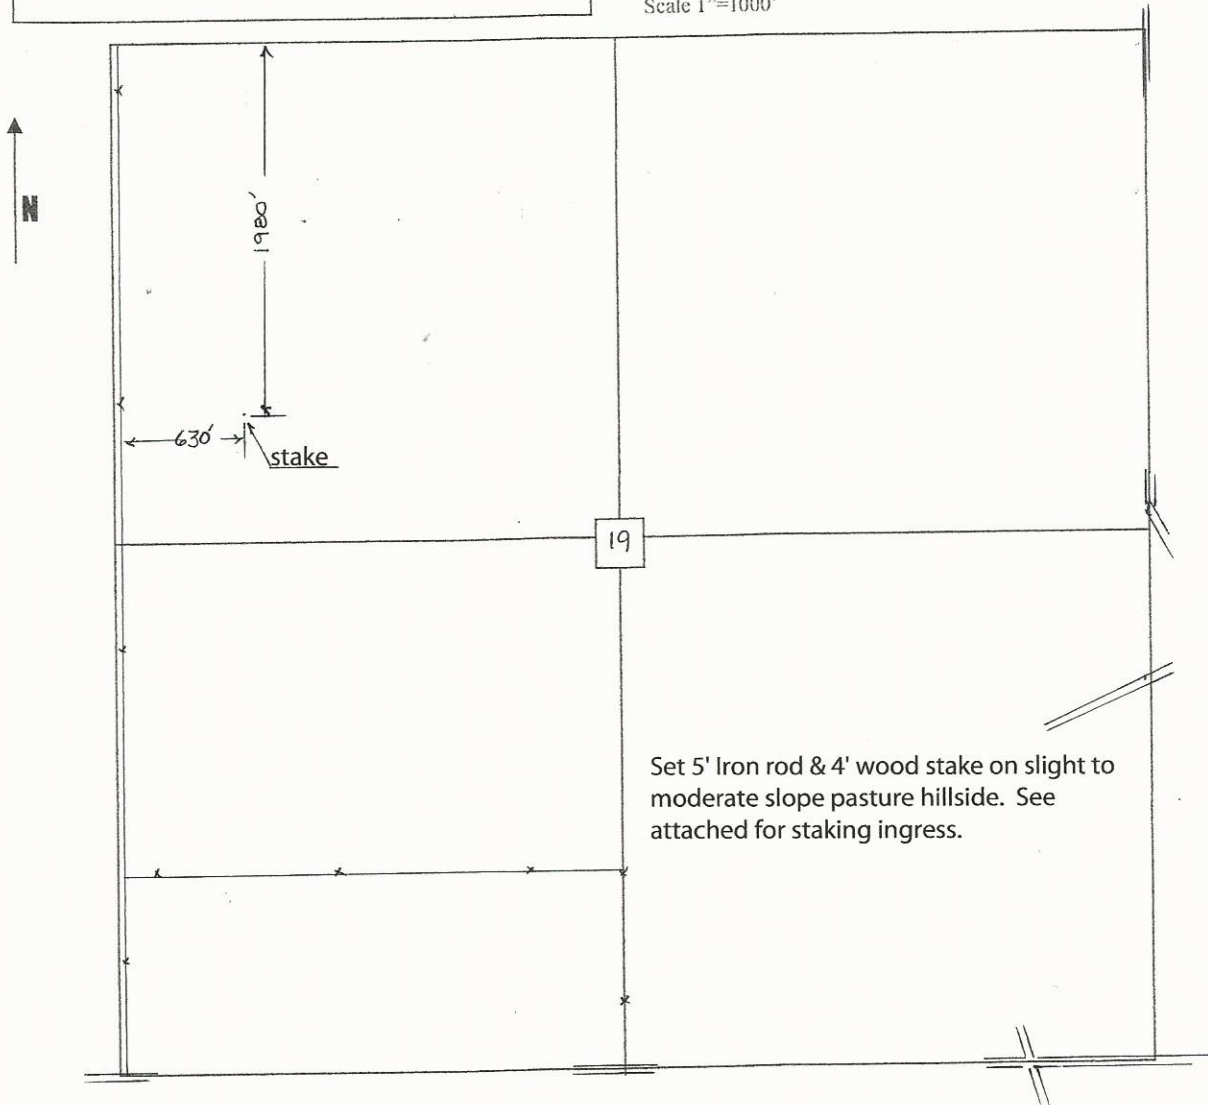 Scale 1"=1000'
N
1980'
630'
stake
19
Set 5' Iron rod & 4' wood stake on slight to
moderate slope pasture hillside.  See
attached for staking ingress.